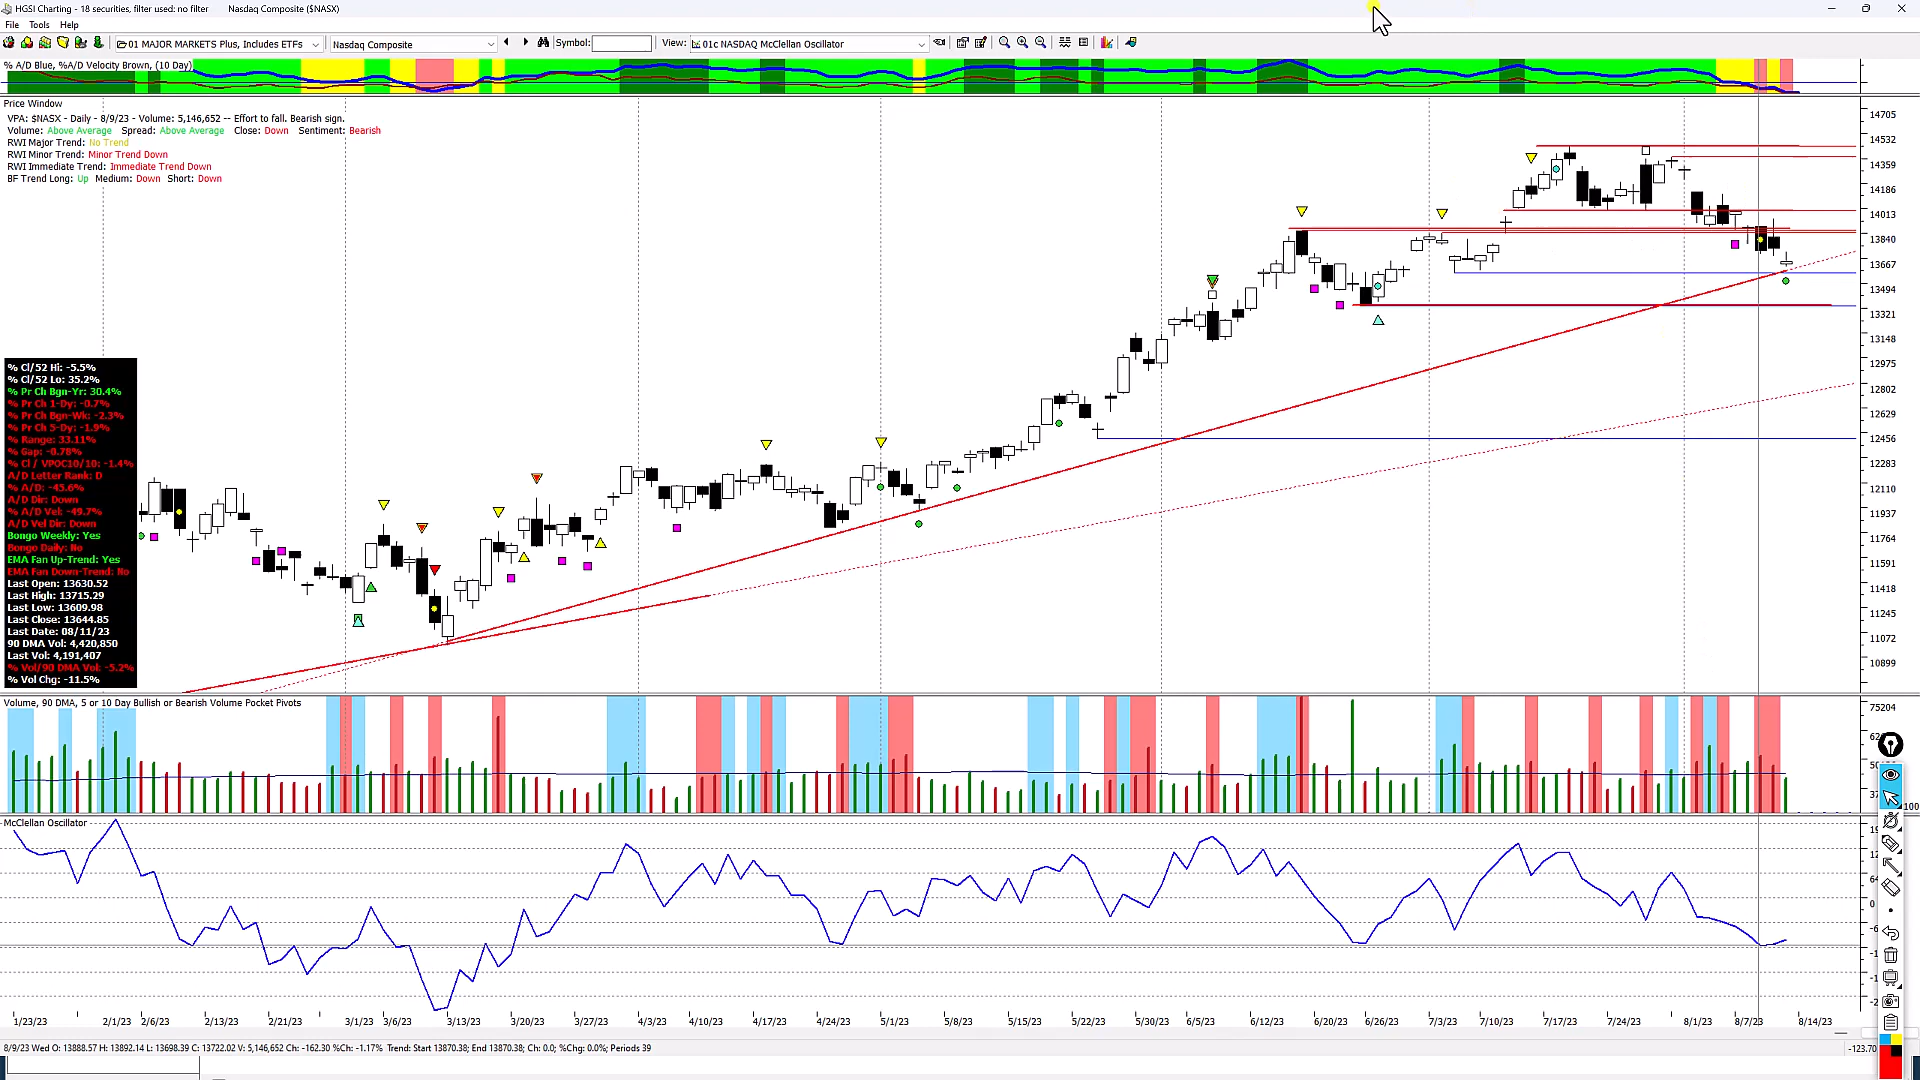 HGSI Charting - 18 securities, filter used: no filter Nasdaq Composite ($NASX)
File Tools Help
01 MAJOR MARKETS Plus, Includes ETFs Nasdaq Composite Symbol: View: 01c NASDAQ McClellan Oscillator
% A/D Blue, %A/D Velocity Brown, (10 Day)
Price Window
VPA: $NASX - Daily - 8/9/23 - Volume: 5,146,652 -- Effort to fall. Bearish sign.
Volume: Above Average Spread: Above Average Close: Down Sentiment: Bearish
RWI Major Trend: No Trend
RWI Minor Trend: Minor Trend Down
RWI Immediate Trend: Immediate Trend Down
BF Trend Long: Up Medium: Down Short: Down
14705
14532
14359
14186
14013
13840
13667
13494
13321
13148
12975
12802
12629
12456
12283
12110
11937
11764
11591
11418
11245
11072
10899
% Cl/52 Hi: -5.5%
% Cl/52 Lo: 35.2%
% Pr Ch Bgn-Yr: 30.4%
% Pr Ch 1-Dy: -0.7%
% Pr Ch Bgn-Wk: -2.3%
% Pr Ch 5-Dy: -1.9%
% Range: 33.11%
% Gap: -0.78%
% Cl / VPOC10/10: -1.4%
A/D Letter Rank: D
% A/D: -45.6%
A/D Dir: Down
% A/D Vel: -49.7%
A/D Vel Dir: Down
Bongo Weekly: Yes
Bongo Daily: No
EMA Fan Up-Trend: Yes
EMA Fan Down-Trend: No
Last Open: 13630.52
Last High: 13715.29
Last Low: 13609.98
Last Close: 13644.85
Last Date: 08/11/23
90 DMA Vol: 4,420,850
Last Vol: 4,191,407
% Vol/90 DMA Vol: -5.2%
% Vol Chg: -11.5%
Volume, 90 DMA, 5 or 10 Day Bullish or Bearish Volume Pocket Pivots
75204
100
McClellan Oscillator
64
0
1/23/23 2/1/23 2/6/23 2/13/23 2/21/23 3/1/23 3/6/23 3/13/23 3/20/23 3/27/23 4/3/23 4/10/23 4/17/23 4/24/23 5/1/23 5/8/23 5/15/23 5/22/23 5/30/23 6/5/23 6/12/23 6/20/23 6/26/23 7/3/23 7/10/23 7/17/23 7/24/23 8/1/23 8/7/23 8/14/23
8/9/23 Wed O: 13888.57 H: 13892.14 L: 13698.39 C: 13722.02 V: 5,146,652 Ch: -162.30 %Ch: -1.17% Trend: Start 13870.38; End 13870.38; Ch: 0.0; %Chg: 0.0%; Periods 39 -123.70